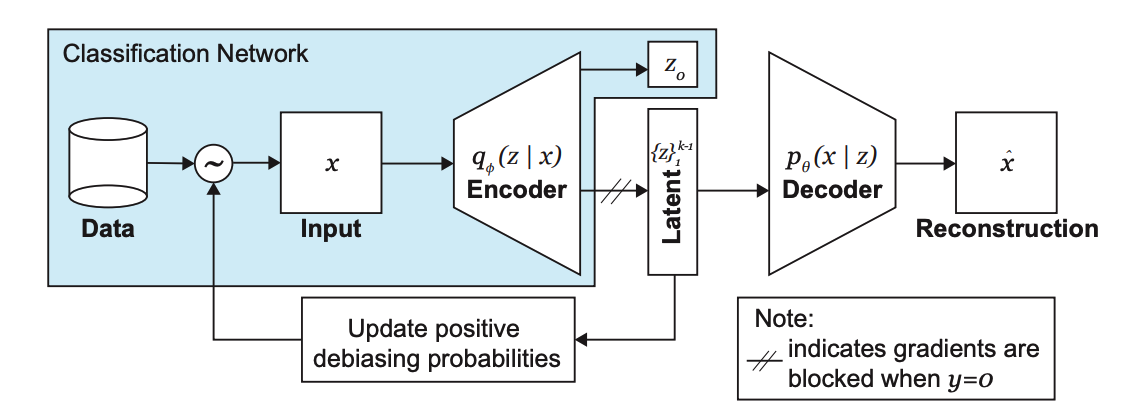 Classification Network
z_o
~
x
q_ϕ(z | x)
Encoder
{z}_1^{k-1}
Latent
p_θ(x | z)
Decoder
x̂
Data
Input
Reconstruction
Update positive
debiasing probabilities
Note:
indicates gradients are
blocked when y=0